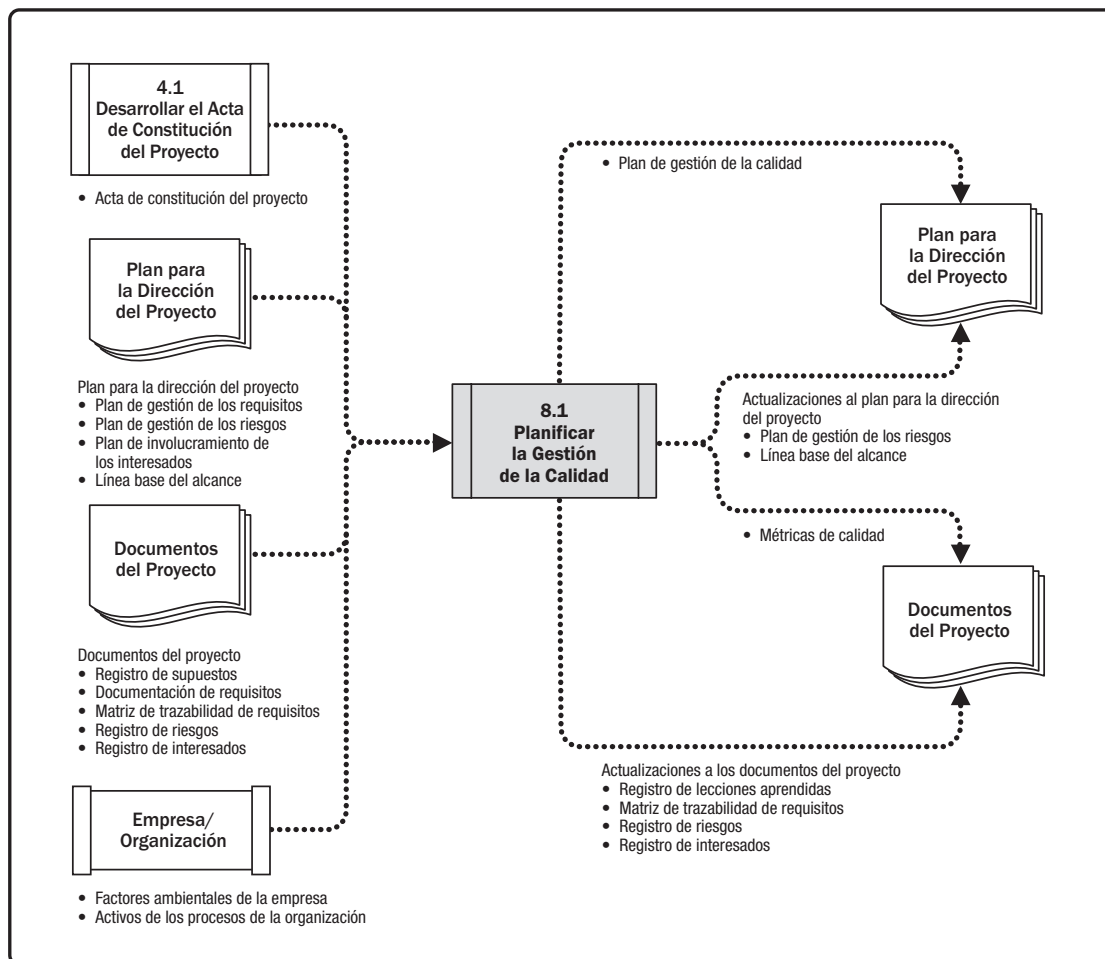 4.1
Desarrollar el Acta
de Constitución
del Proyecto
• Acta de constitución del proyecto
Plan para
la Dirección
del Proyecto
Plan para la dirección del proyecto
• Plan de gestión de los requisitos
• Plan de gestión de los riesgos
• Plan de involucramiento de
los interesados
• Línea base del alcance
Documentos
del Proyecto
Documentos del proyecto
• Registro de supuestos
• Documentación de requisitos
• Matriz de trazabilidad de requisitos
• Registro de riesgos
• Registro de interesados
Empresa/
Organización
• Factores ambientales de la empresa
• Activos de los procesos de la organización
8.1
Planificar
la Gestión
de la Calidad
• Plan de gestión de la calidad
Plan para
la Dirección
del Proyecto
Actualizaciones al plan para la dirección
del proyecto
• Plan de gestión de los riesgos
• Línea base del alcance
• Métricas de calidad
Documentos
del Proyecto
Actualizaciones a los documentos del proyecto
• Registro de lecciones aprendidas
• Matriz de trazabilidad de requisitos
• Registro de riesgos
• Registro de interesados